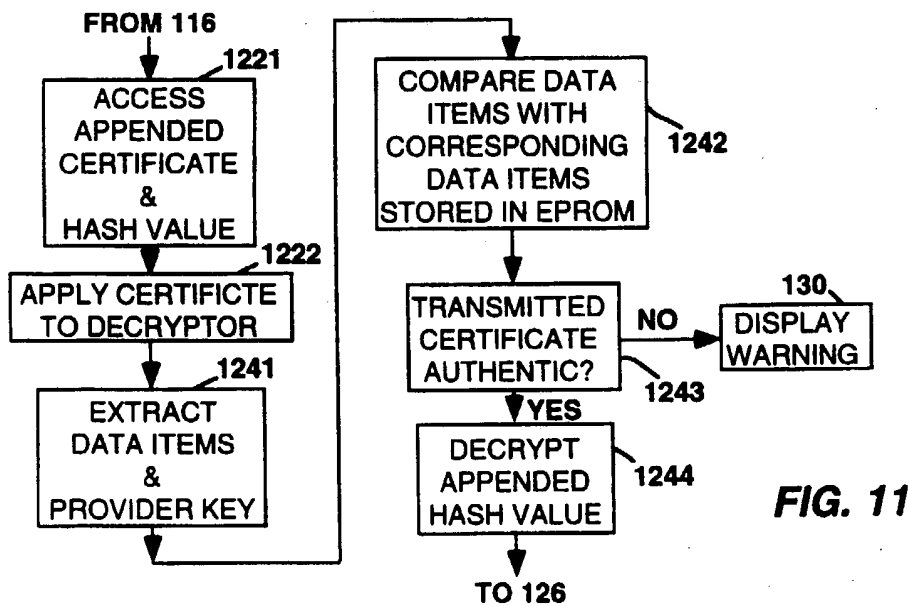 FROM 116
1221
ACCESS
APPENDED
CERTIFICATE
&
HASH VALUE
1222
APPLY CERTIFICTE
TO DECRYPTOR
1241
EXTRACT
DATA ITEMS
&
PROVIDER KEY
COMPARE DATA
ITEMS WITH
CORRESPONDING
DATA ITEMS
STORED IN EPROM
1242
TRANSMITTED
CERTIFICATE
AUTHENTIC?
1243
NO
130
DISPLAY
WARNING
YES
DECRYPT
APPENDED
HASH VALUE
1244
TO 126
FIG. 11